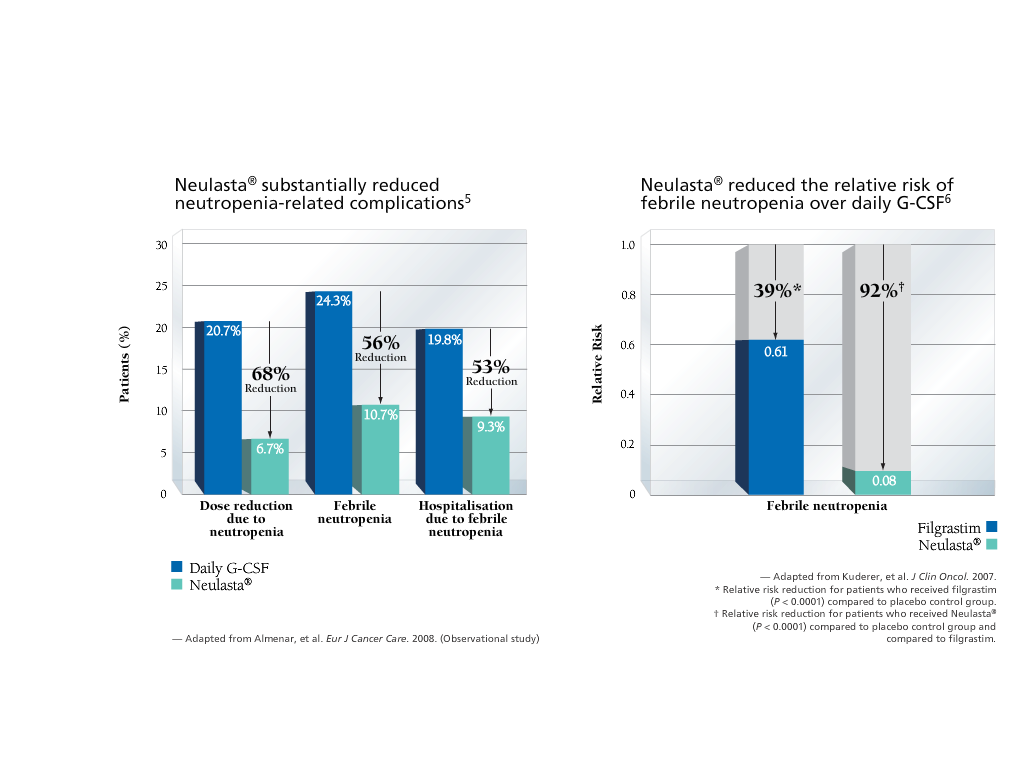 Neulasta® substantially reduced
neutropenia-related complications⁵
Patients (%)
30
25
20
15
10
5
0
20.7%
68%
Reduction
6.7%
24.3%
56%
Reduction
10.7%
19.8%
53%
Reduction
9.3%
Dose reduction
due to
neutropenia
Febrile
neutropenia
Hospitalisation
due to febrile
neutropenia
Daily G-CSF
Neulasta®
— Adapted from Almenar, et al. Eur J Cancer Care. 2008. (Observational study)
Neulasta® reduced the relative risk of
febrile neutropenia over daily G-CSF⁶
Relative Risk
1.0
0.8
0.6
0.4
0.2
0
39%*
0.61
92%†
0.08
Febrile neutropenia
Filgrastim
Neulasta®
— Adapted from Kuderer, et al. J Clin Oncol. 2007.
* Relative risk reduction for patients who received filgrastim
(P < 0.0001) compared to placebo control group.
† Relative risk reduction for patients who received Neulasta®
(P < 0.0001) compared to placebo control group and
compared to filgrastim.